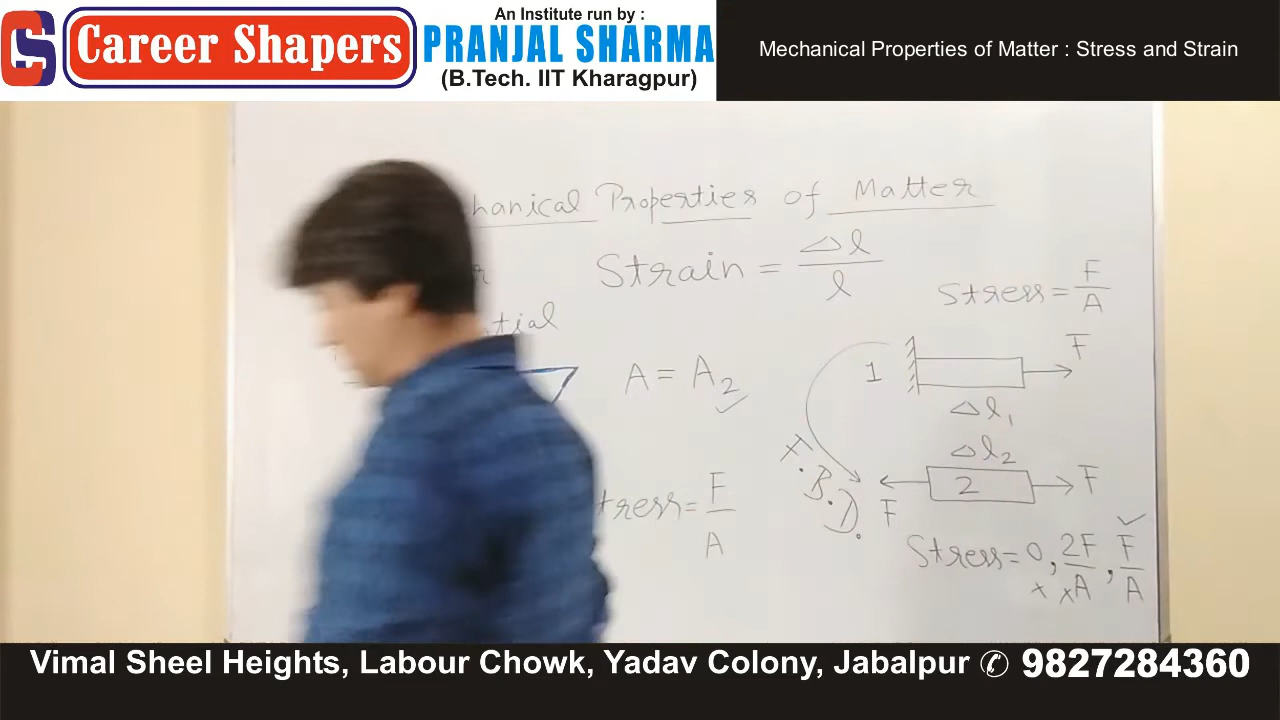 CS Career Shapers
An Institute run by :
PRANJAL SHARMA
(B.Tech. IIT Kharagpur)
Mechanical Properties of Matter : Stress and Strain
hanical Properties of Matter
Strain = Δl / l
Stress = F / A
tial
A = A₂ ✓
1
F
Δl₁
Δl₂
F.B.D.
F
2
F
tress = F / A
Stress = 0, 2F/A, F/A ✓
x x
Vimal Sheel Heights, Labour Chowk, Yadav Colony, Jabalpur ✆ 9827284360